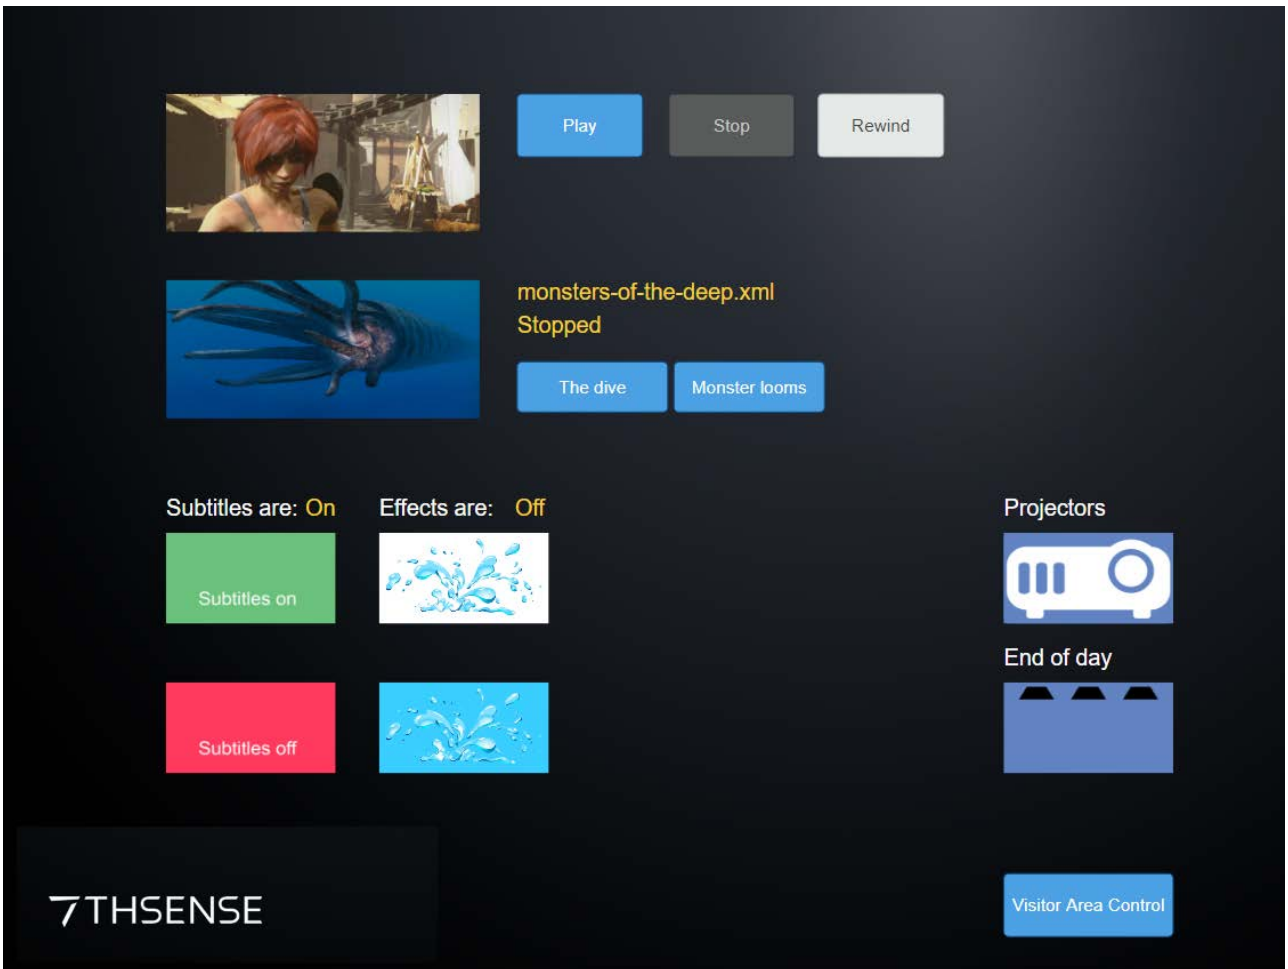 Play
Stop
Rewind
monsters-of-the-deep.xml
Stopped
The dive
Monster looms
Subtitles are: On
Effects are: Off
Projectors
Subtitles on
End of day
Subtitles off
7THSENSE
Visitor Area Control